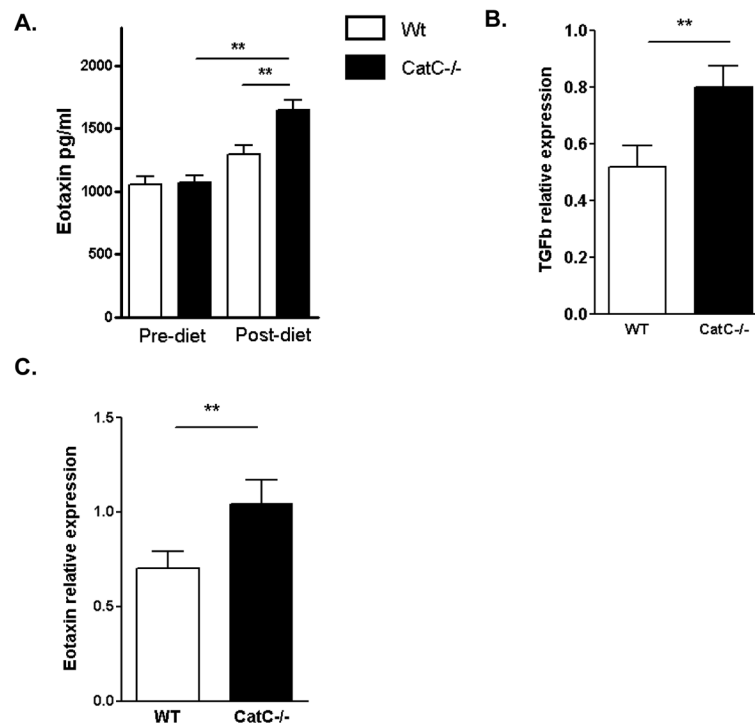 A.
Wt
CatC-/-
**
**
Eotaxin pg/ml
2000
1500
1000
500
0
Pre-diet Post-diet
B.
**
TGFb relative expression
1.0
0.8
0.6
0.4
0.2
0.0
WT CatC-/-
C.
**
Eotaxin relative expression
1.5
1.0
0.5
0.0
WT CatC-/-